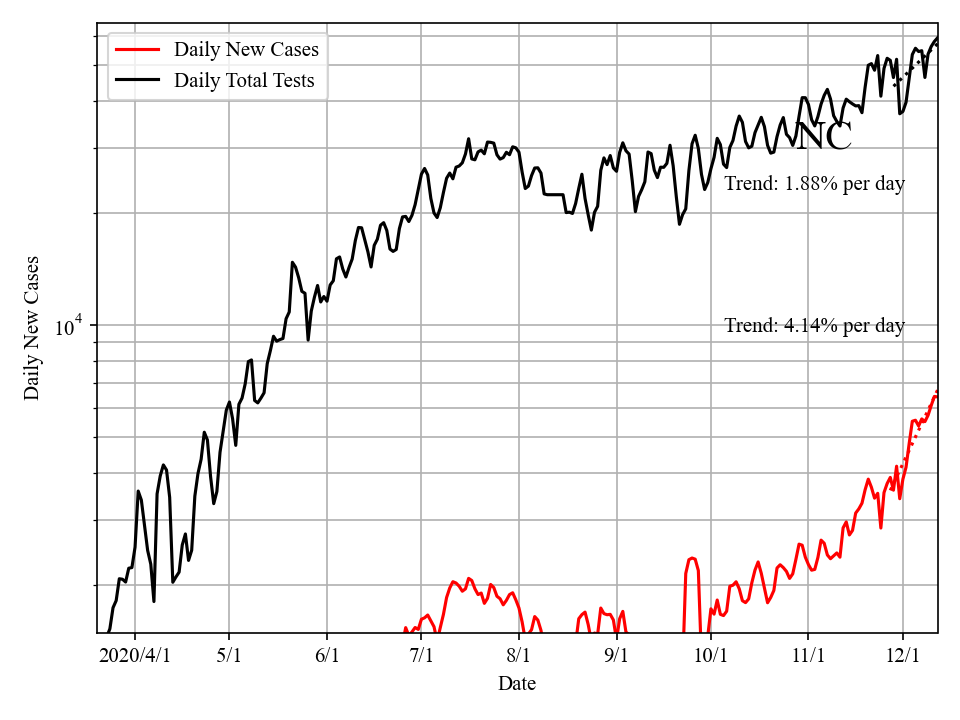 Daily New Cases
Daily Total Tests
NC
Trend: 1.88% per day
Trend: 4.14% per day
Daily New Cases
10^4
2020/4/1 5/1 6/1 7/1 8/1 9/1 10/1 11/1 12/1
Date